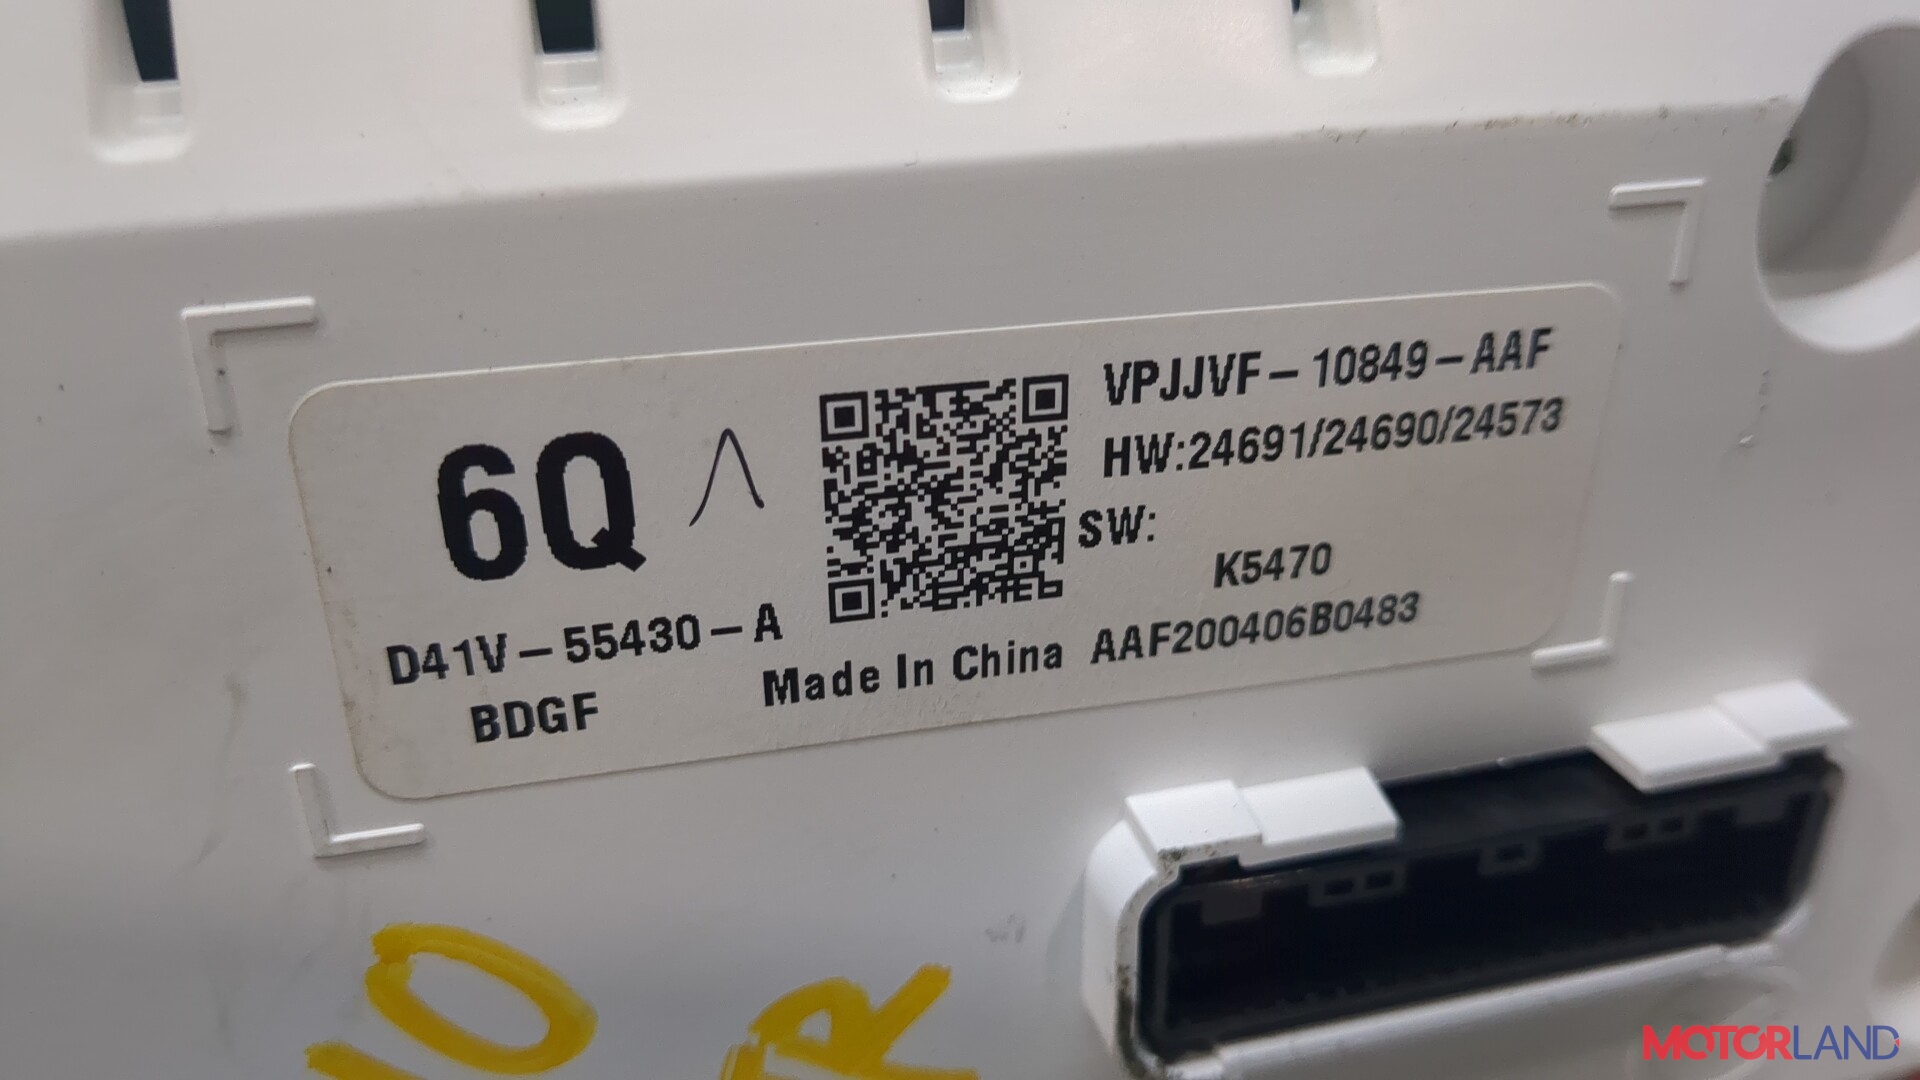 6Q
D41V-55430-A
BDGF
VPJJVF-10849-AAF
HW:24691/24690/24573
SW:
K5470
Made In China AAF200406B0483
MOTORLAND